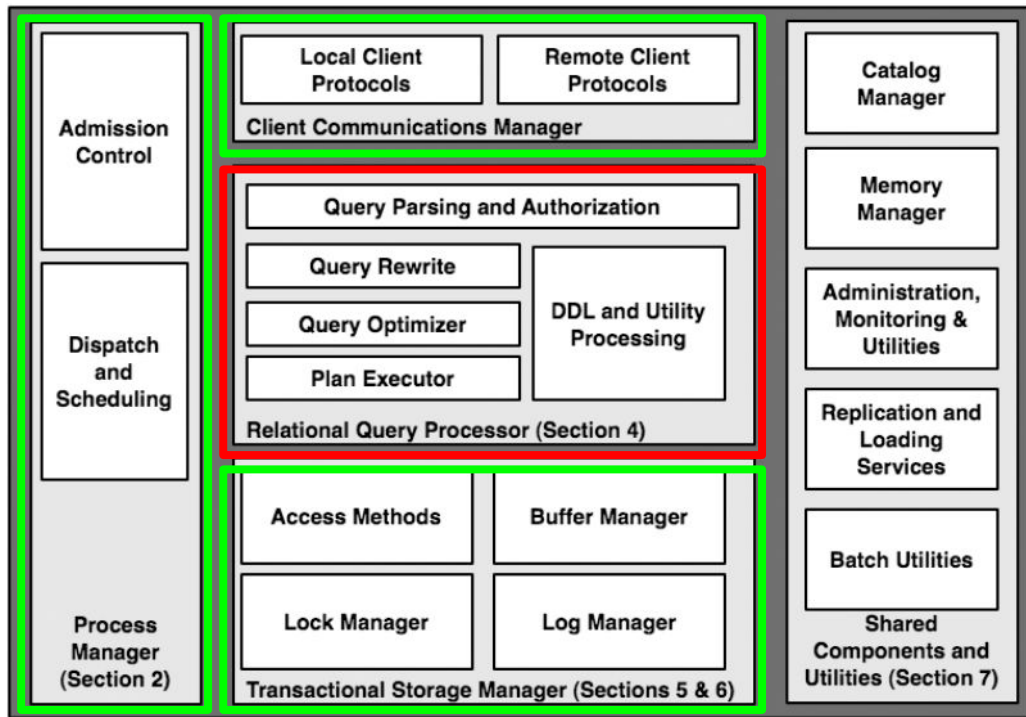 Admission
Control
Dispatch
and
Scheduling
Process
Manager
(Section 2)
Local Client
Protocols
Remote Client
Protocols
Client Communications Manager
Query Parsing and Authorization
Query Rewrite
Query Optimizer
Plan Executor
DDL and Utility
Processing
Relational Query Processor (Section 4)
Access Methods
Buffer Manager
Lock Manager
Log Manager
Transactional Storage Manager (Sections 5 & 6)
Catalog
Manager
Memory
Manager
Administration,
Monitoring &
Utilities
Replication and
Loading
Services
Batch Utilities
Shared
Components and
Utilities (Section 7)